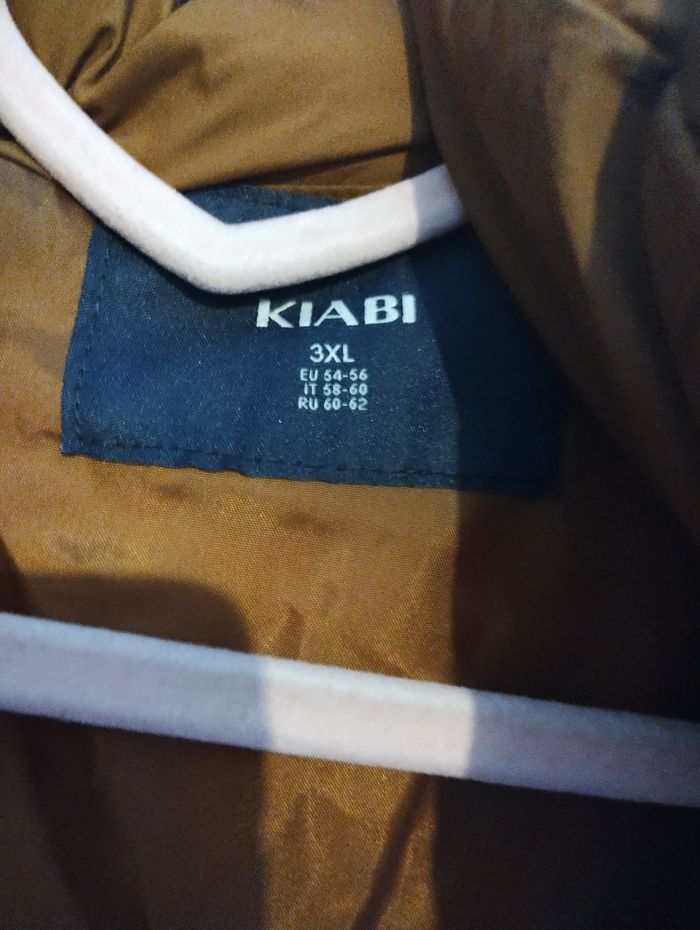 KIABI
3XL
EU 54-56
IT 58-60
RU 60-62